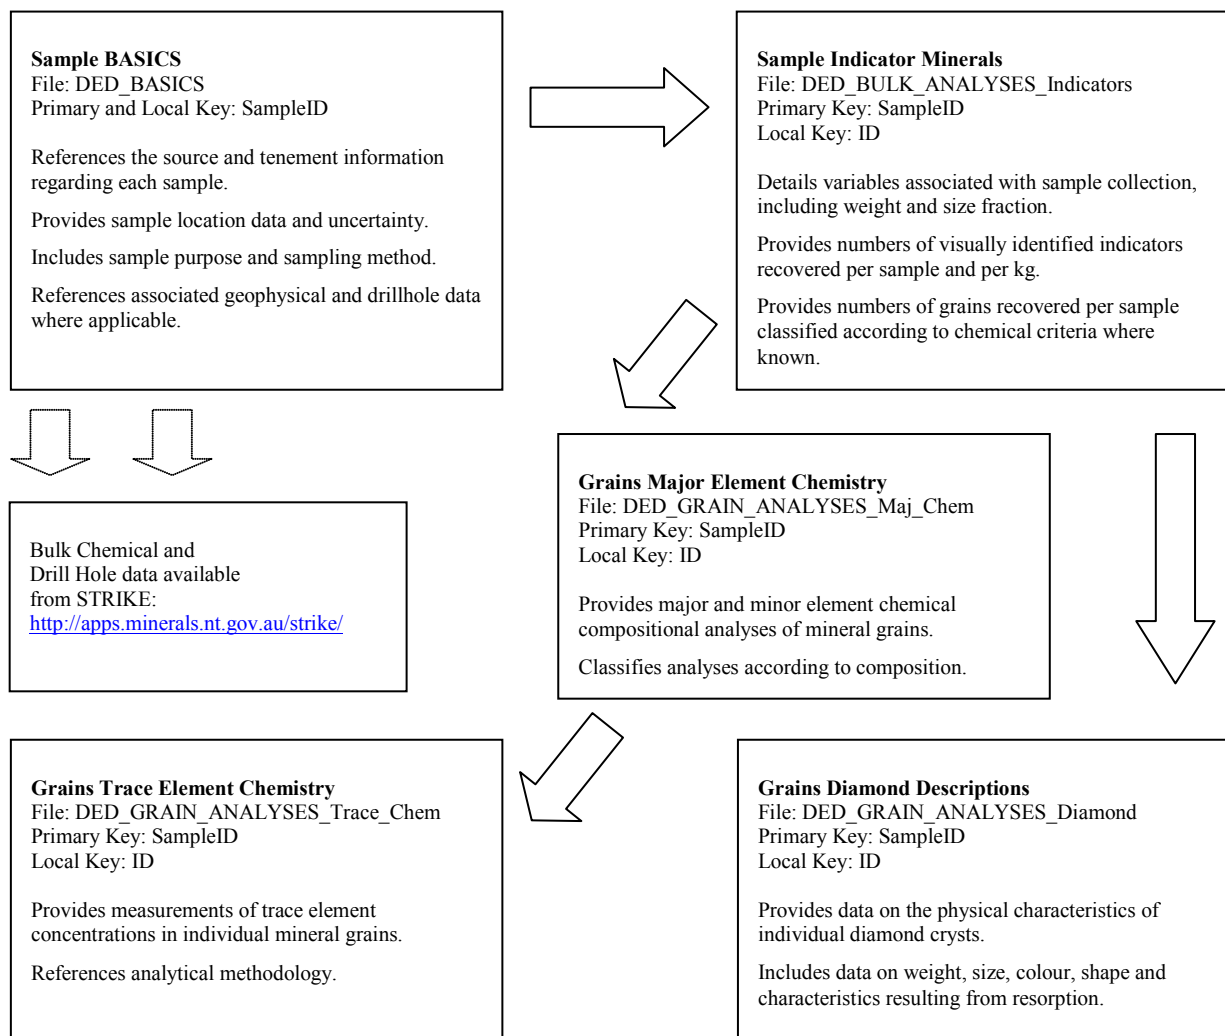 Sample BASICS
File: DED_BASICS
Primary and Local Key: SampleID
References the source and tenement information
regarding each sample.
Provides sample location data and uncertainty.
Includes sample purpose and sampling method.
References associated geophysical and drillhole data
where applicable.
Sample Indicator Minerals
File: DED_BULK_ANALYSES_Indicators
Primary Key: SampleID
Local Key: ID
Details variables associated with sample collection,
including weight and size fraction.
Provides numbers of visually identified indicators
recovered per sample and per kg.
Provides numbers of grains recovered per sample
classified according to chemical criteria where
known.
Bulk Chemical and
Drill Hole data available
from STRIKE:
http://apps.minerals.nt.gov.au/strike/
Grains Major Element Chemistry
File: DED_GRAIN_ANALYSES_Maj_Chem
Primary Key: SampleID
Local Key: ID
Provides major and minor element chemical
compositional analyses of mineral grains.
Classifies analyses according to composition.
Grains Trace Element Chemistry
File: DED_GRAIN_ANALYSES_Trace_Chem
Primary Key: SampleID
Local Key: ID
Provides measurements of trace element
concentrations in individual mineral grains.
References analytical methodology.
Grains Diamond Descriptions
File: DED_GRAIN_ANALYSES_Diamond
Primary Key: SampleID
Local Key: ID
Provides data on the physical characteristics of
individual diamond crysts.
Includes data on weight, size, colour, shape and
characteristics resulting from resorption.